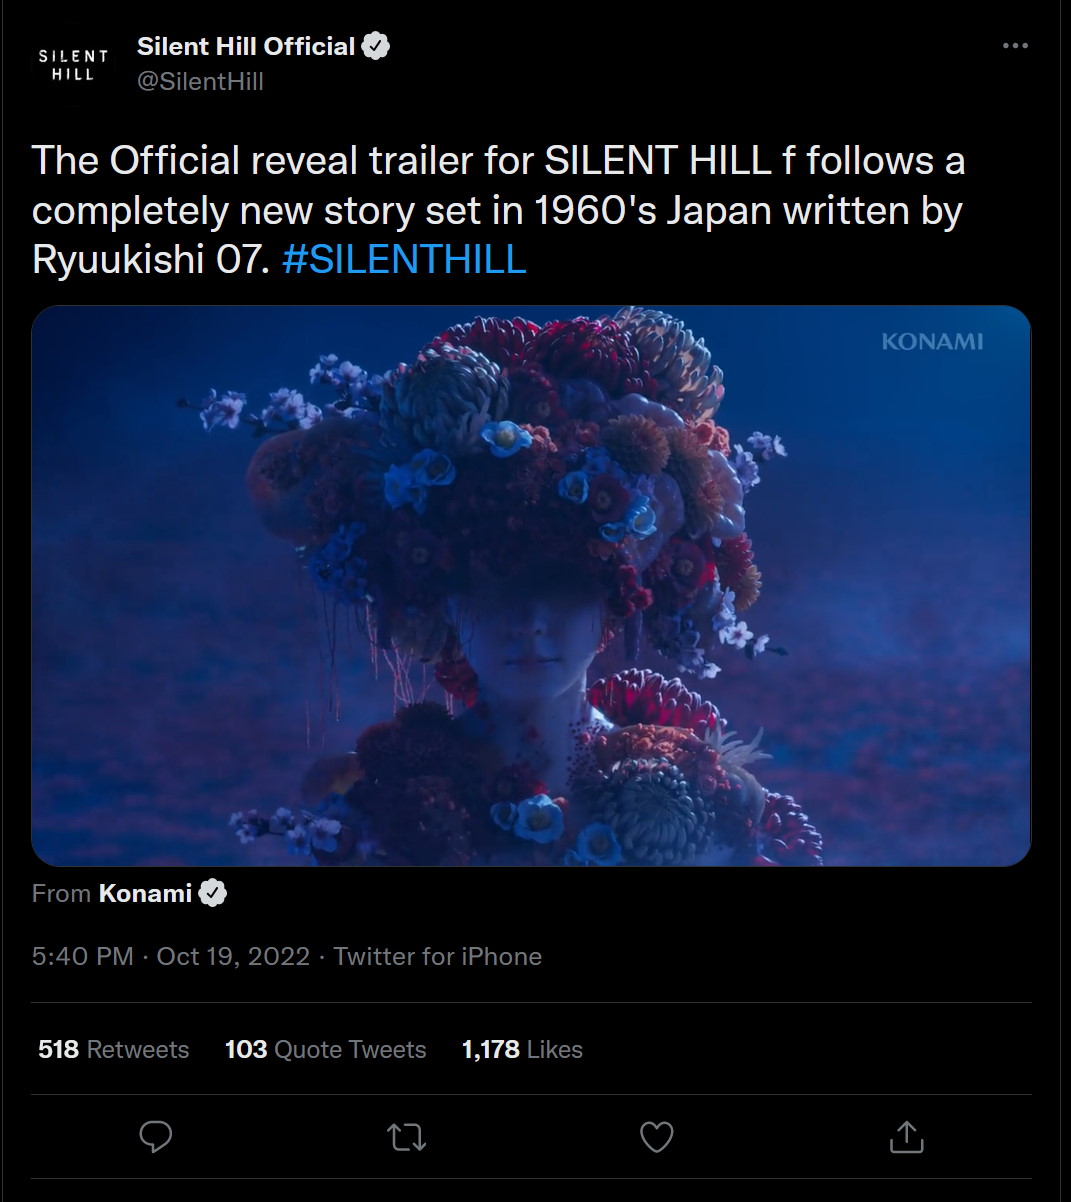 SILENT
HILL
Silent Hill Official
@SilentHill
The Official reveal trailer for SILENT HILL f follows a
completely new story set in 1960's Japan written by
Ryuukishi 07. #SILENTHILL
KONAMI
From Konami
5:40 PM · Oct 19, 2022 · Twitter for iPhone
518 Retweets 103 Quote Tweets 1,178 Likes